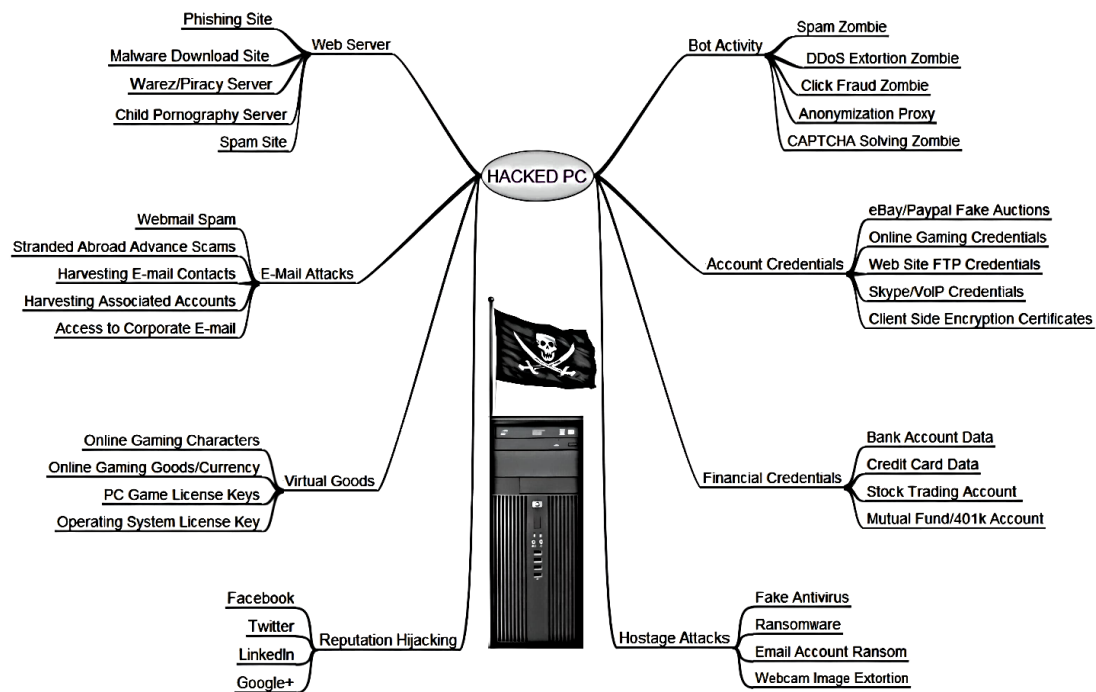 HACKED PC
Web Server
Phishing Site
Malware Download Site
Warez/Piracy Server
Child Pornography Server
Spam Site
E-Mail Attacks
Webmail Spam
Stranded Abroad Advance Scams
Harvesting E-mail Contacts
Harvesting Associated Accounts
Access to Corporate E-mail
Virtual Goods
Online Gaming Characters
Online Gaming Goods/Currency
PC Game License Keys
Operating System License Key
Reputation Hijacking
Facebook
Twitter
LinkedIn
Google+
Bot Activity
Spam Zombie
DDoS Extortion Zombie
Click Fraud Zombie
Anonymization Proxy
CAPTCHA Solving Zombie
Account Credentials
eBay/Paypal Fake Auctions
Online Gaming Credentials
Web Site FTP Credentials
Skype/VoIP Credentials
Client Side Encryption Certificates
Financial Credentials
Bank Account Data
Credit Card Data
Stock Trading Account
Mutual Fund/401k Account
Hostage Attacks
Fake Antivirus
Ransomware
Email Account Ransom
Webcam Image Extortion